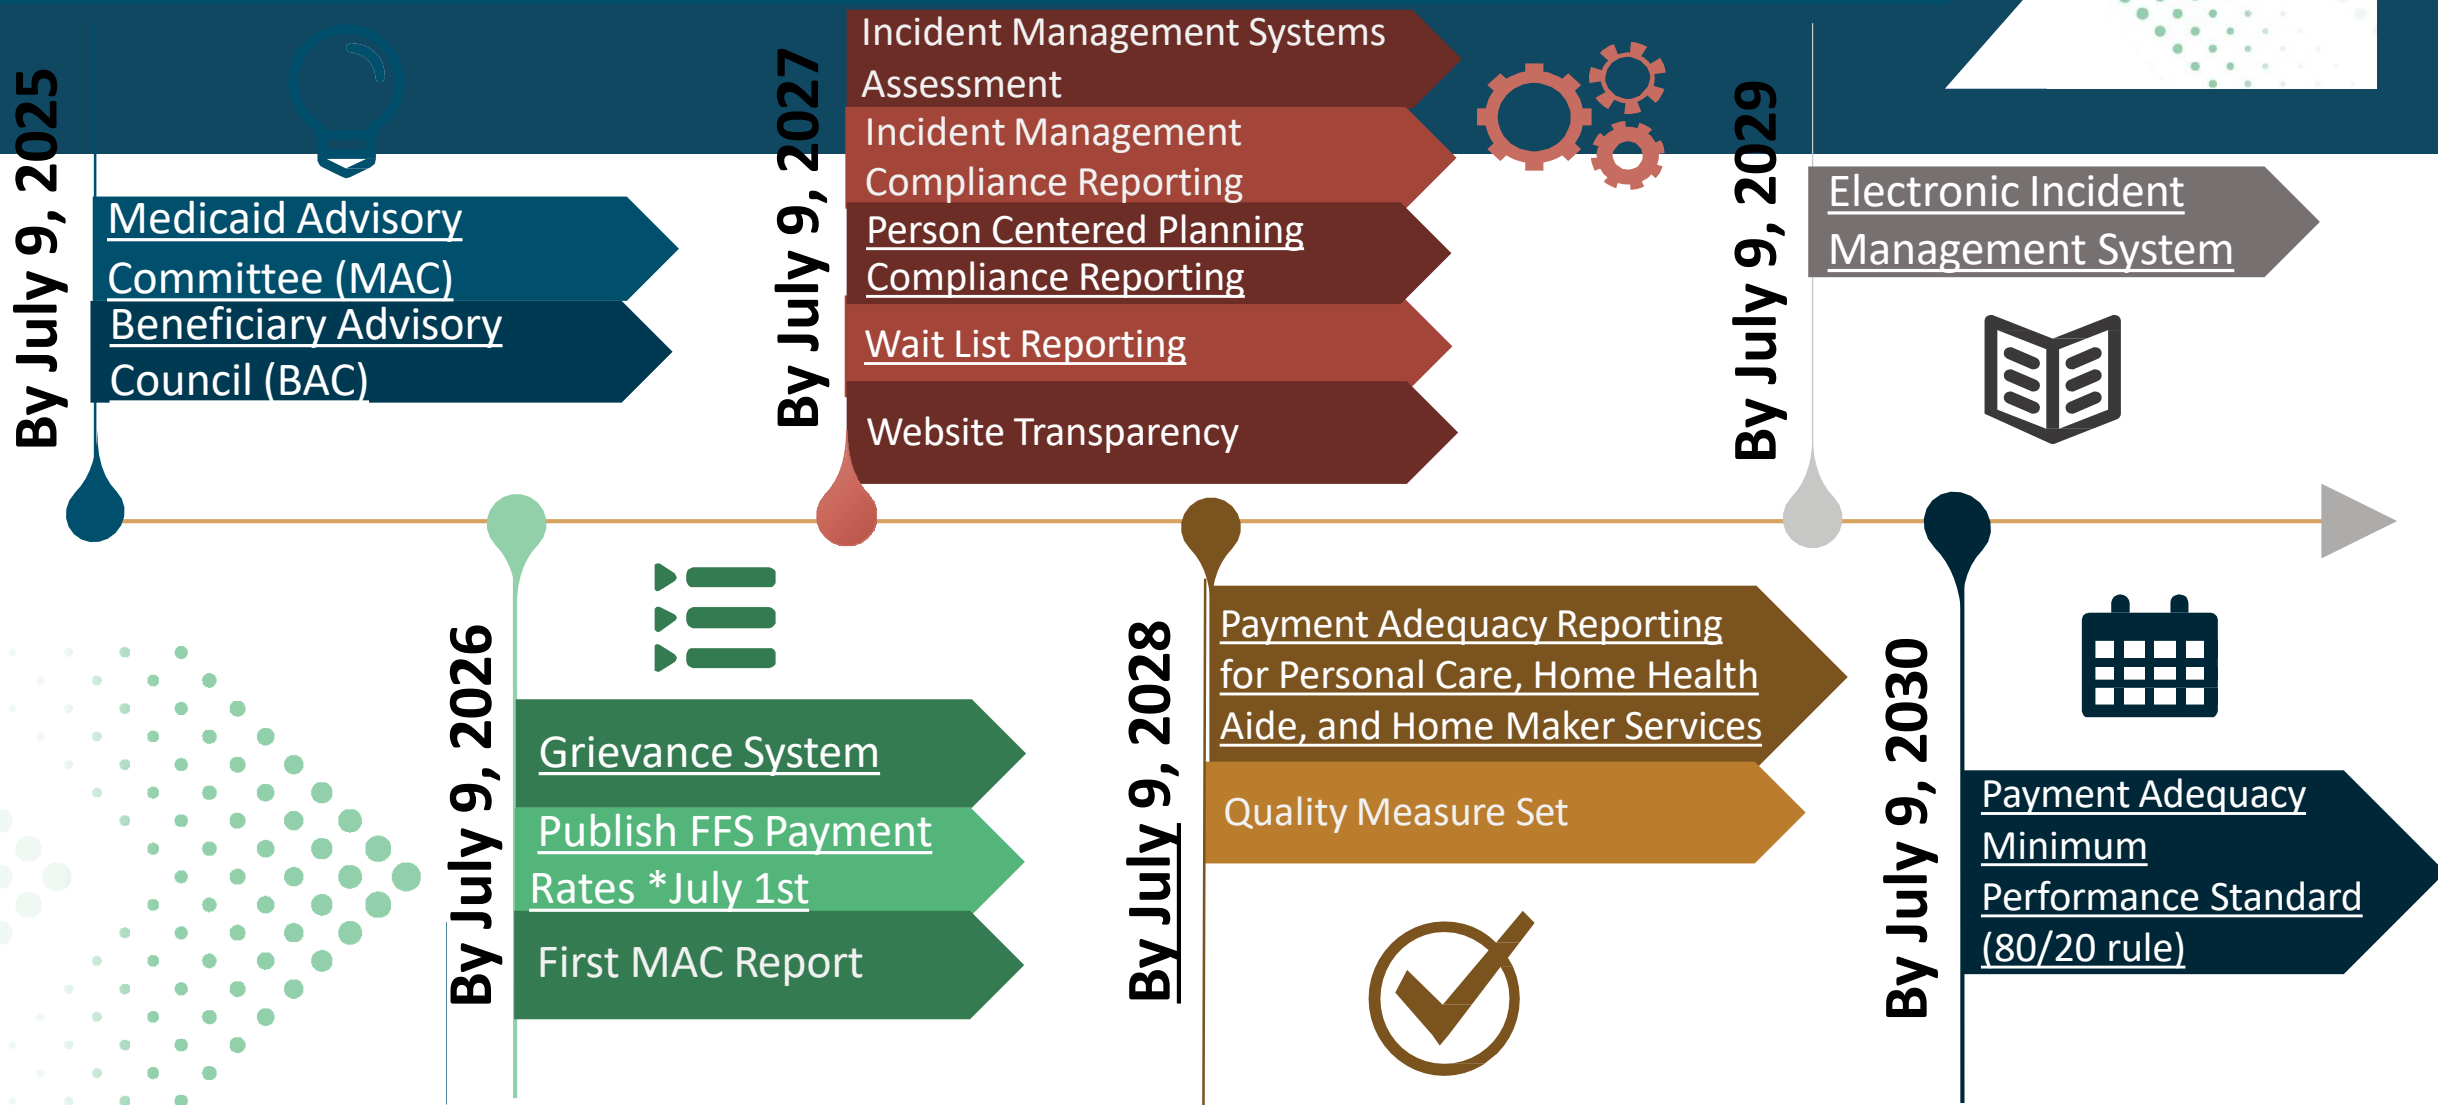 By July 9, 2025
Medicaid Advisory
Committee (MAC)
Beneficiary Advisory
Council (BAC)
By July 9, 2026
Grievance System
Publish FFS Payment
Rates *July 1st
First MAC Report
By July 9, 2027
Incident Management Systems
Assessment
Incident Management
Compliance Reporting
Person Centered Planning
Compliance Reporting
Wait List Reporting
Website Transparency
By July 9, 2028
Payment Adequacy Reporting
for Personal Care, Home Health
Aide, and Home Maker Services
Quality Measure Set
By July 9, 2029
Electronic Incident
Management System
By July 9, 2030
Payment Adequacy
Minimum
Performance Standard
(80/20 rule)